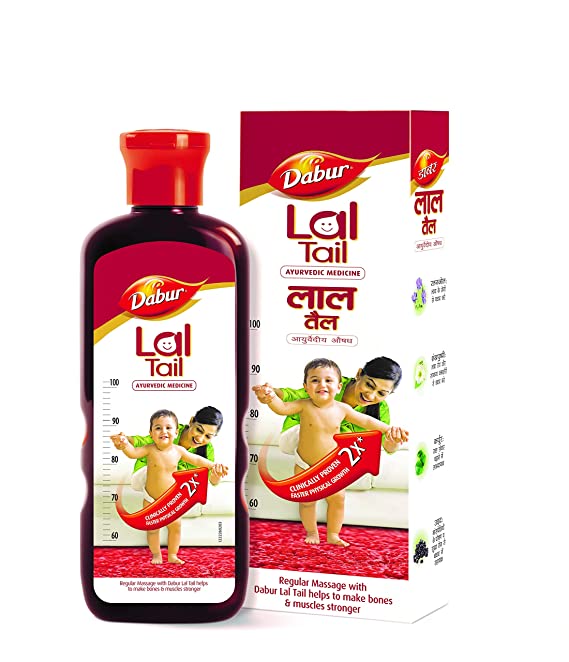 Dabur
Lal
Tail
AYURVEDIC MEDICINE
100
90
80
70
60
CLINICALLY PROVEN
FASTER PHYSICAL GROWTH
2X*
Regular Massage with Dabur Lal Tail helps
to make bones & muscles stronger
Dabur
Lal
Tail
AYURVEDIC MEDICINE
लाल
तैल
आयुर्वेदीय औषध
100
90
80
70
60
CLINICALLY PROVEN
FASTER PHYSICAL GROWTH
2X*
Regular Massage with
Dabur Lal Tail helps to make bones
& muscles stronger
डाबर
लाल
तैल
आयुर्वेदीय औषध